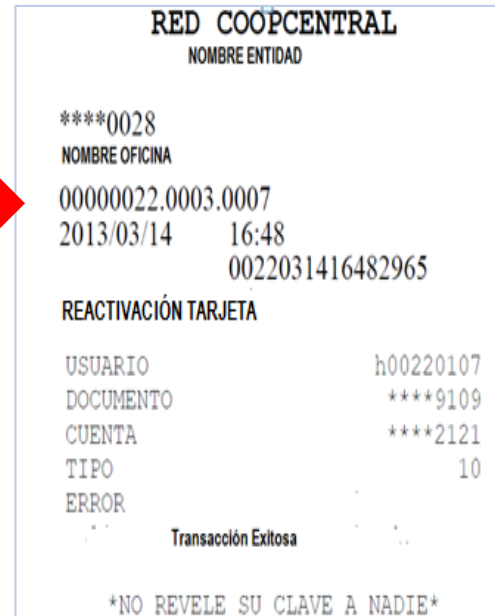 RED COOPCENTRAL
NOMBRE ENTIDAD
****0028
NOMBRE OFICINA
00000022.0003.0007
2013/03/14 16:48
0022031416482965
REACTIVACIÓN TARJETA
USUARIO h00220107
DOCUMENTO ****9109
CUENTA ****2121
TIPO 10
ERROR
Transacción Exitosa
*NO REVELE SU CLAVE A NADIE*